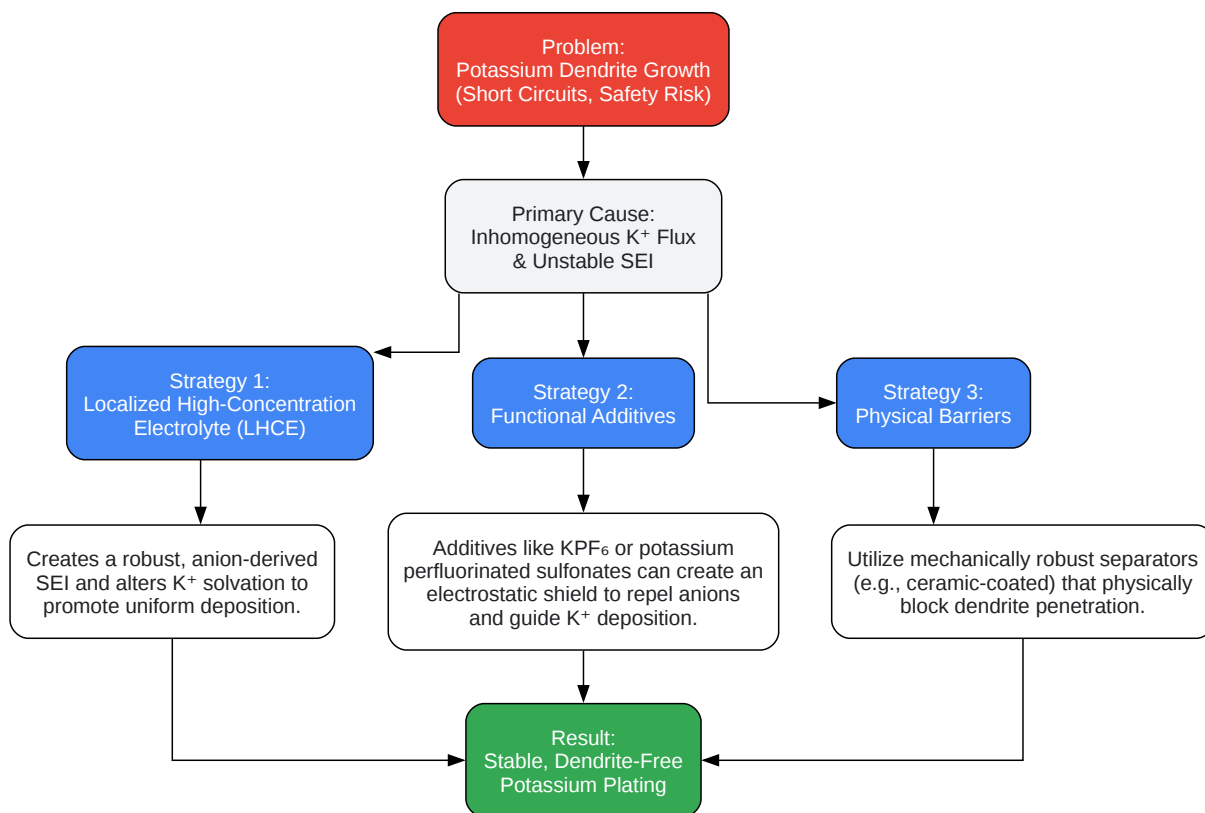 Problem:
Potassium Dendrite Growth
(Short Circuits, Safety Risk)
Primary Cause:
Inhomogeneous K⁺ Flux
& Unstable SEI
Strategy 1:
Localized High-Concentration
Electrolyte (LHCE)
Strategy 2:
Functional Additives
Strategy 3:
Physical Barriers
Creates a robust, anion-derived
SEI and alters K⁺ solvation to
promote uniform deposition.
Additives like KPF₆ or potassium
perfluorinated sulfonates can create an
electrostatic shield to repel anions
and guide K⁺ deposition.
Utilize mechanically robust separators
(e.g., ceramic-coated) that physically
block dendrite penetration.
Result:
Stable, Dendrite-Free
Potassium Plating